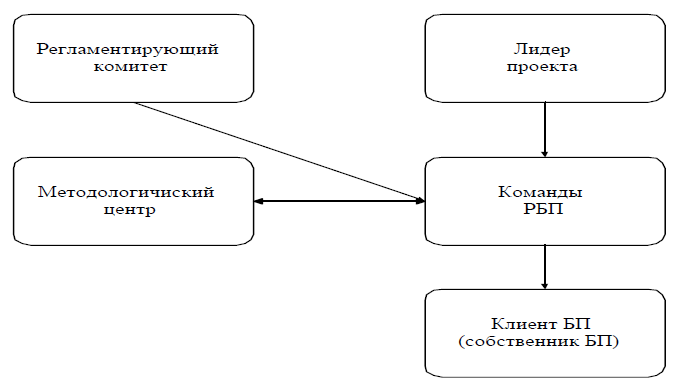 Регламентирующий
комитет
Лидер
проекта
Методологичиский
центр
Команды
РБП
Клиент БП
(собственник БП)